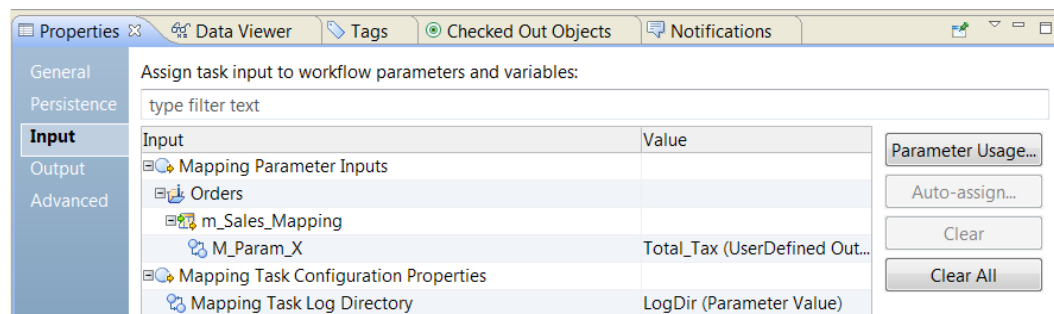 Properties Data Viewer Tags Checked Out Objects Notifications
General
Assign task input to workflow parameters and variables:
Persistence
type filter text
Input
Input Value
Parameter Usage...
Mapping Parameter Inputs
Output
Orders
Auto-assign...
Advanced
m_Sales_Mapping
Clear
M_Param_X Total_Tax (UserDefined Out...
Mapping Task Configuration Properties
Clear All
Mapping Task Log Directory LogDir (Parameter Value)